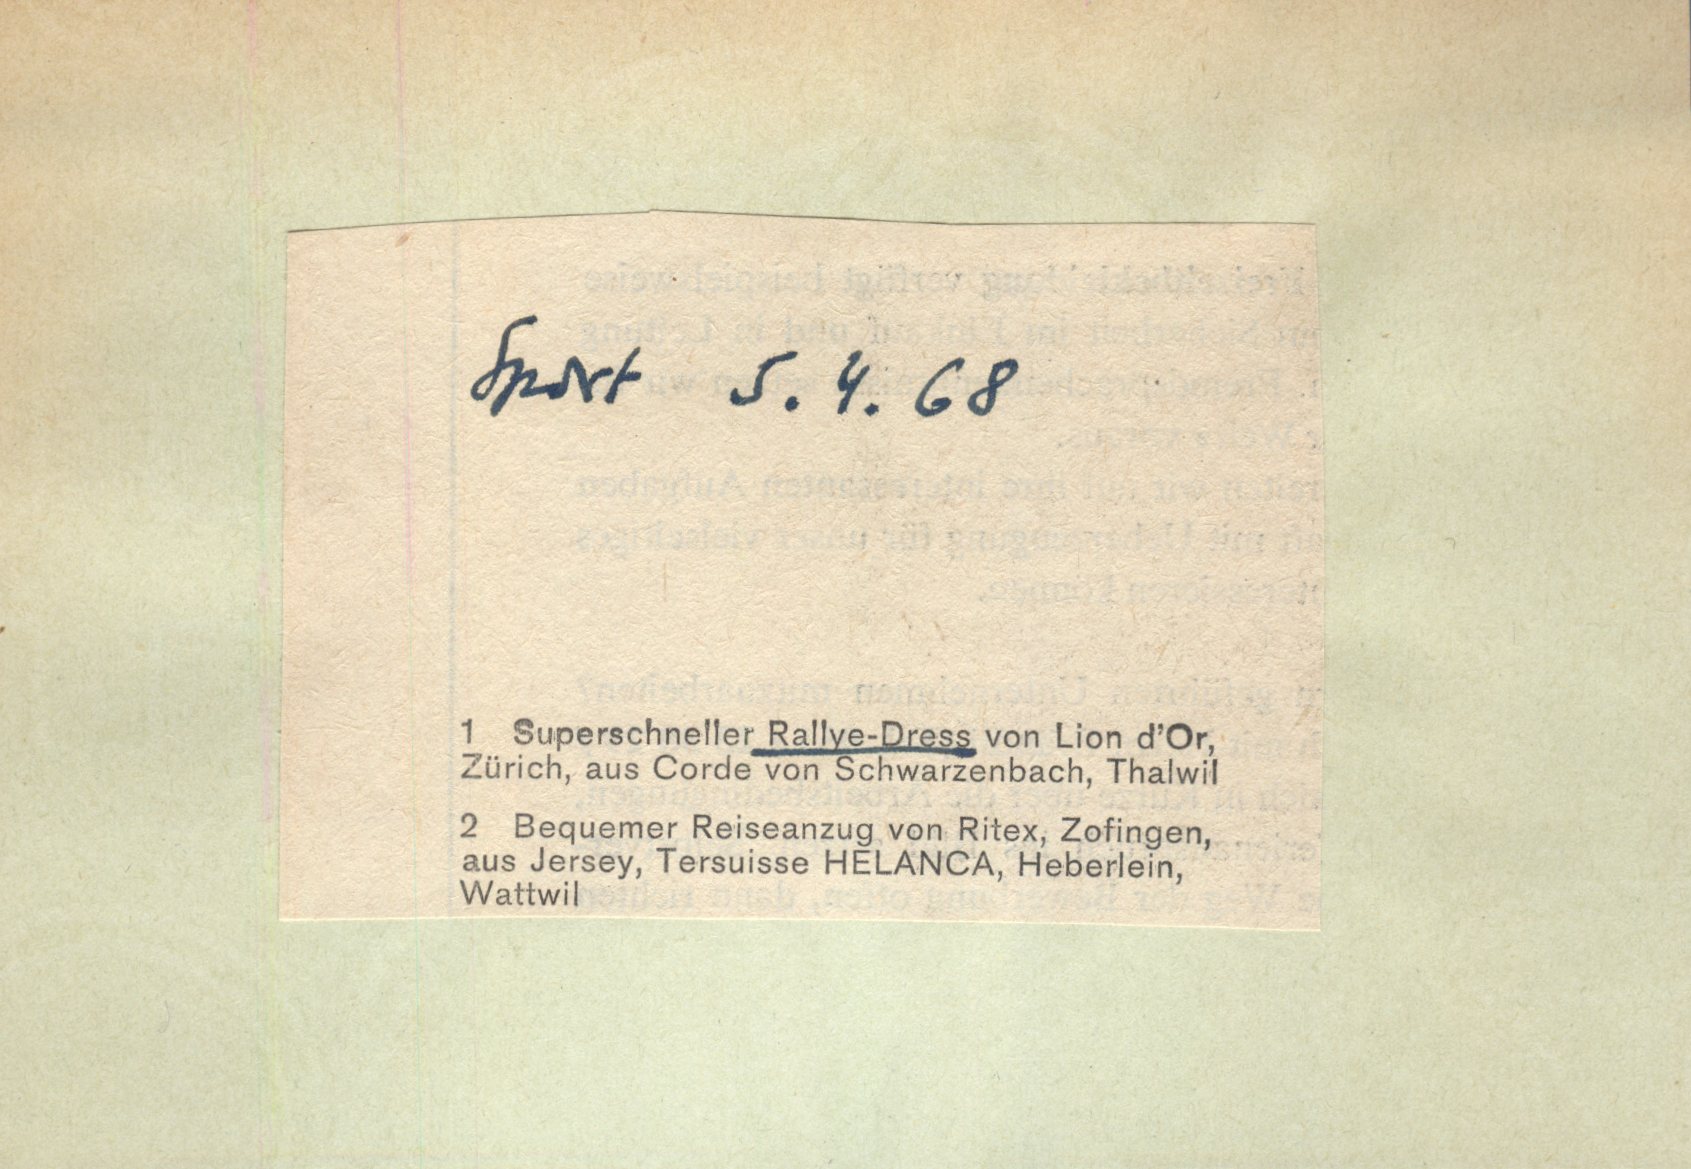 Sport 5.4.68
1 Superschneller Rallye-Dress von Lion d'Or,
Zürich, aus Corde von Schwarzenbach, Thalwil
2 Bequemer Reiseanzug von Ritex, Zofingen,
aus Jersey, Tersuisse HELANCA, Heberlein,
Wattwil